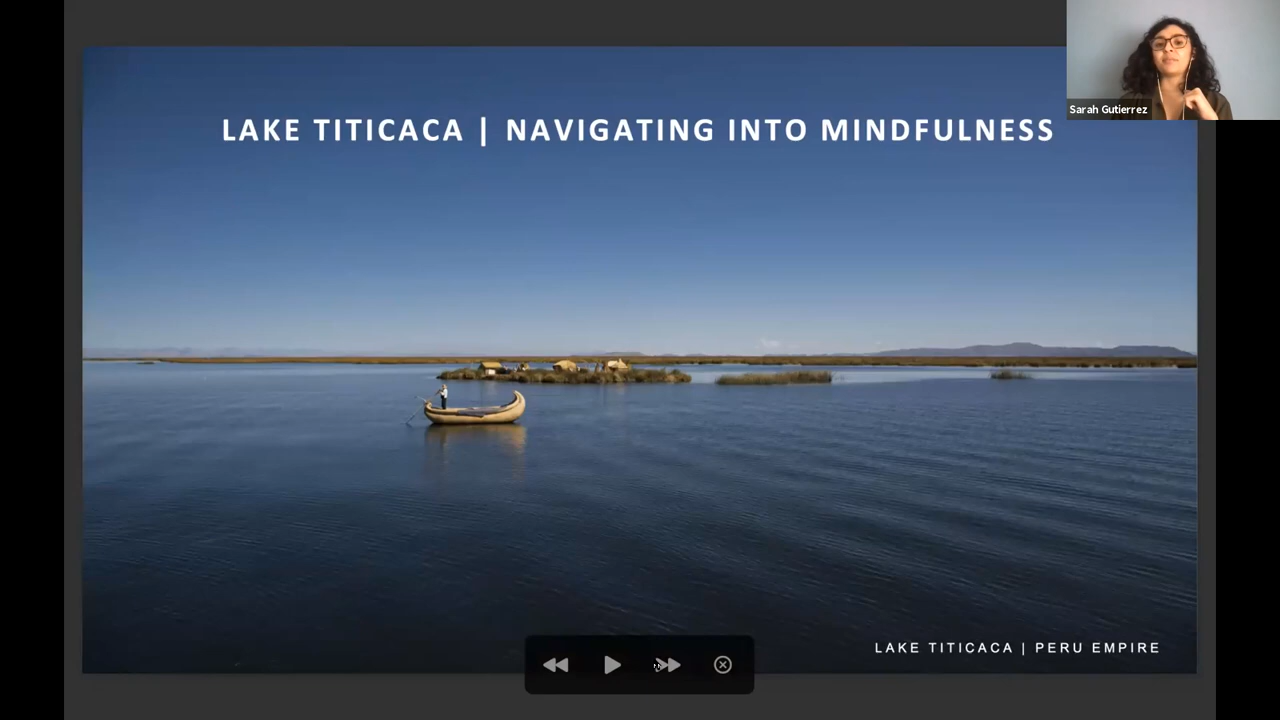 Sarah Gutierrez
LAKE TITICACA | NAVIGATING INTO MINDFULNESS
LAKE TITICACA | PERU EMPIRE